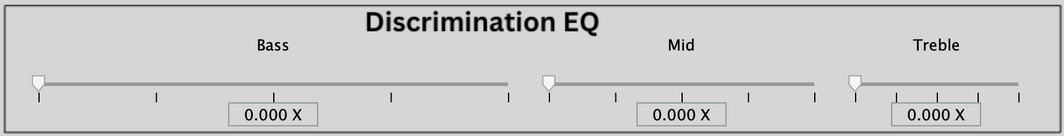 Discrimination EQ
Bass Mid Treble
0.000 X 0.000 X 0.000 X